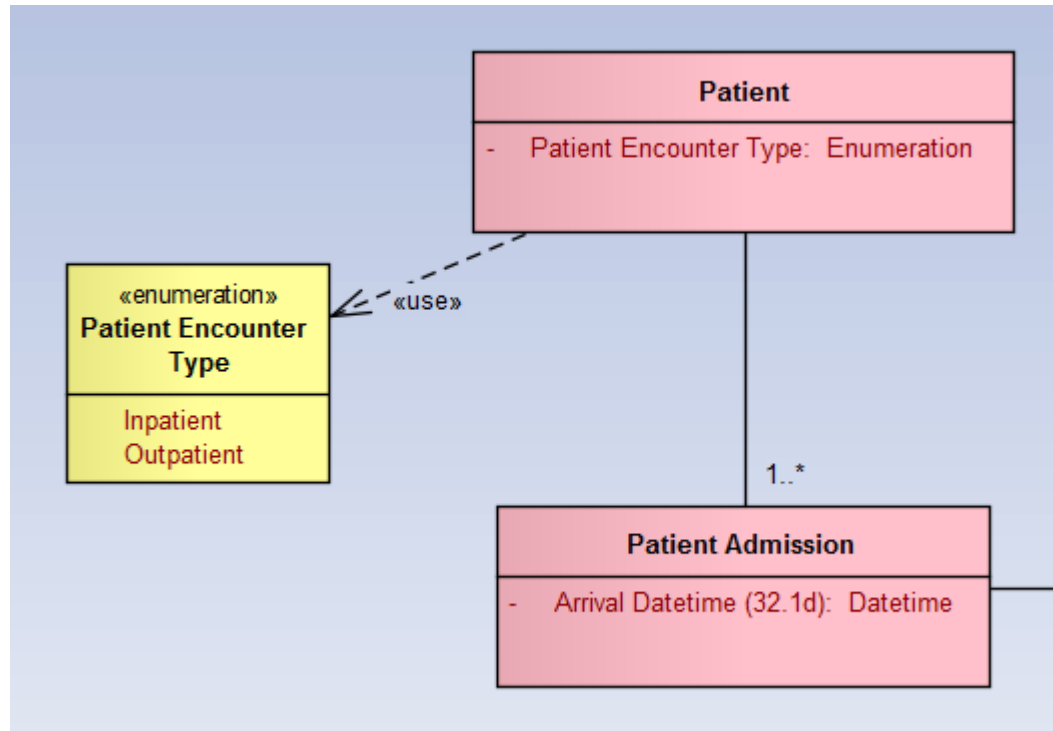 Patient
- Patient Encounter Type: Enumeration
«enumeration»
Patient Encounter
Type
Inpatient
Outpatient
«use»
1..*
Patient Admission
- Arrival Datetime (32.1d): Datetime